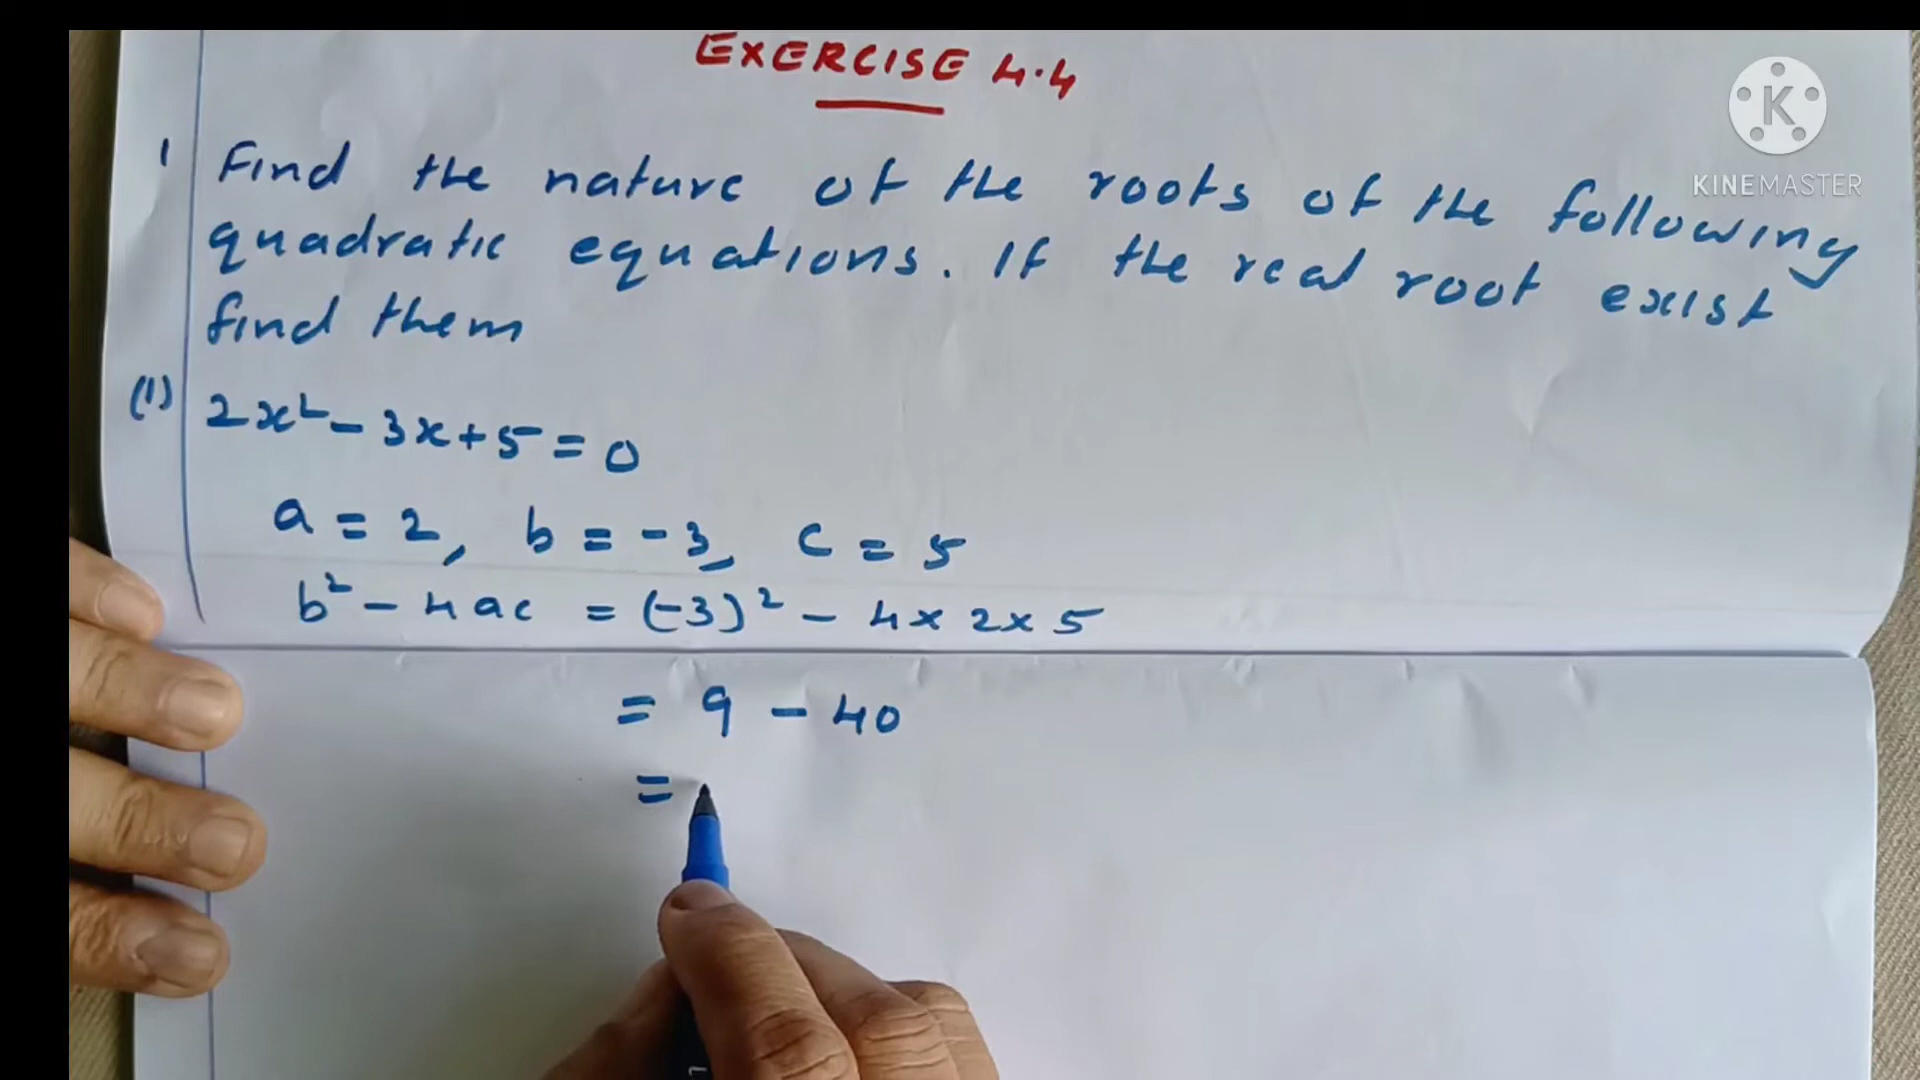 EXERCISE 4.4
1 Find the nature of the roots of the following
quadratic equations. If the real root exist
find them
(1) 2x² - 3x + 5 = 0
a = 2, b = -3, c = 5
b² - 4ac = (-3)² - 4 x 2 x 5
= 9 - 40
=
K
KINEMASTER